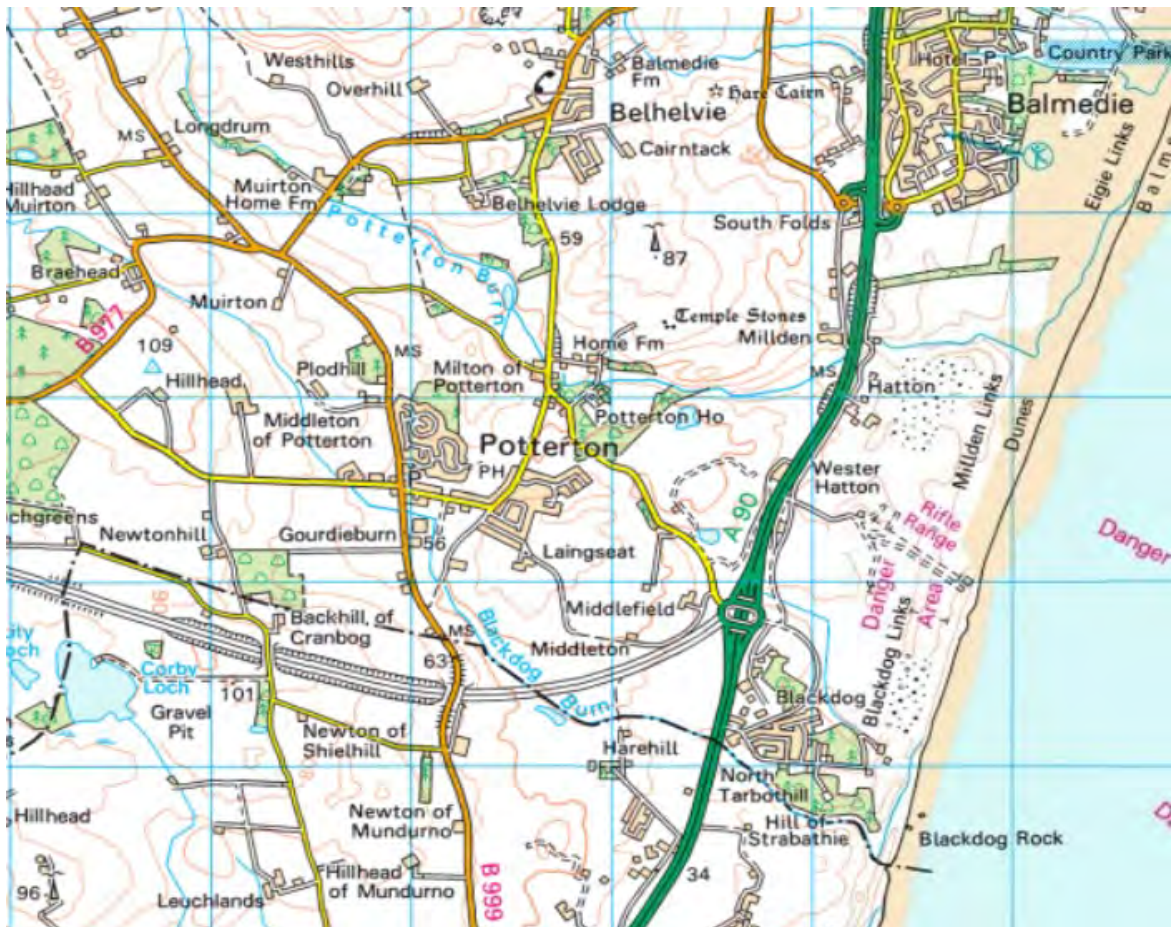 Westhills
Overhill
Balmedie
Fm
Hare Cairn
Hotel
P
Country Park
Belhelvie
Balmedie
100
MS
Longdrum
Cairntack
Eigie Links
Hillhead
Muirton
Muirton
Home Fm
Belhelvie Lodge
South Folds
Potterton Burn
59
87
Braehead
Muirton
B 977
Temple Stones
Millden
109
MS
Home Fm
Plodhill
Milton of
Potterton
MS
Hillhead
Hatton
Middleton
of Potterton
Potterton Ho
Millden Links
Dunes
Potterton
PH
P
Wester
Hatton
A 90
Rifle
Range
Danger
Newtonhill
Gourdieburn
56
Laingseat
Danger
Area
90
Backhill of
Cranbog
Middlefield
MS
Middleton
Blackdog
Burn
63
Blackdog Links
Corby
Loch
101
Gravel
Pit
Blackdog
Newton of
Shielhill
Harehill
North
Tarbothill
Hillhead
Newton of
Mundurno
Hill of
Strabathie
Blackdog Rock
96
Hillhead
of Mundurno
Leuchlands
B 999
34